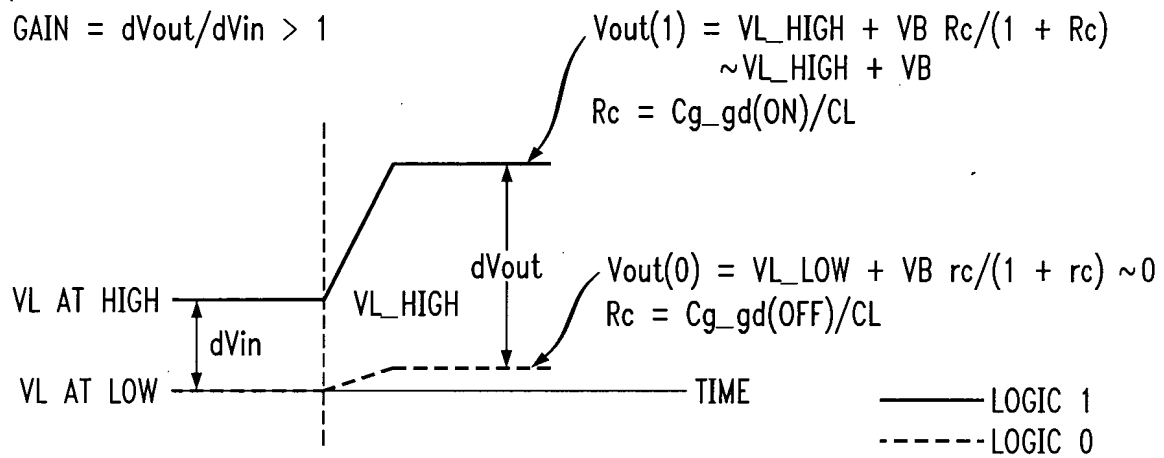 GAIN = dVout/dVin > 1
Vout(1) = VL_HIGH + VB Rc/(1 + Rc)
~VL_HIGH + VB
Rc = Cg_gd(ON)/CL
dVout
Vout(0) = VL_LOW + VB rc/(1 + rc) ~0
Rc = Cg_gd(OFF)/CL
VL AT HIGH
VL_HIGH
dVin
VL AT LOW
TIME
LOGIC 1
LOGIC 0